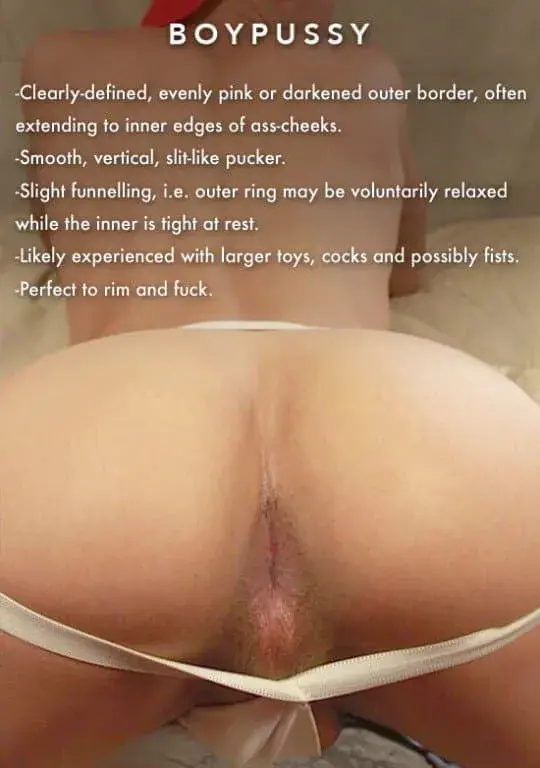 BOYPUSSY
-Clearly-defined, evenly pink or darkened outer border, often
extending to inner edges of ass-cheeks.
-Smooth, vertical, slit-like pucker.
-Slight funnelling, i.e. outer ring may be voluntarily relaxed
while the inner is tight at rest.
-Likely experienced with larger toys, cocks and possibly fists.
-Perfect to rim and fuck.